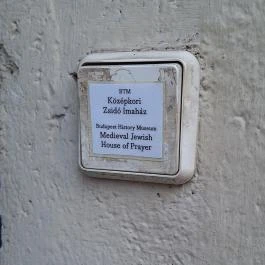 BTM
Középkori
Zsidó Imaház
Budapest History Museum
Medieval Jewish
House of Prayer